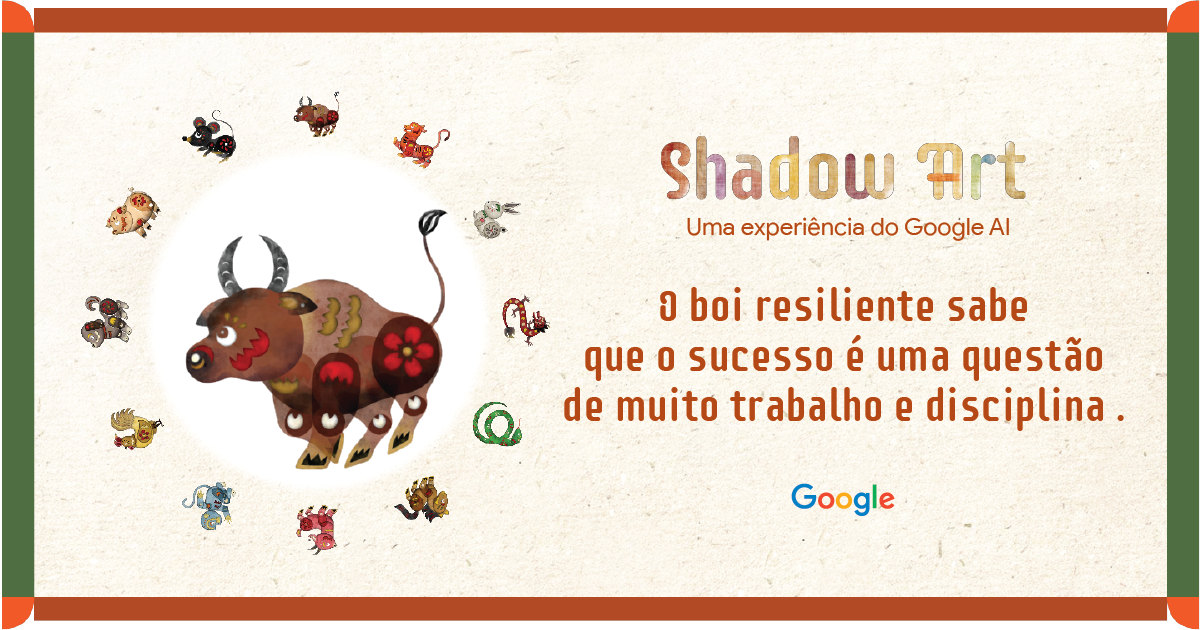 Shadow Art
Uma experiência do Google AI
O boi resiliente sabe
que o sucesso é uma questão
de muito trabalho e disciplina .
Google